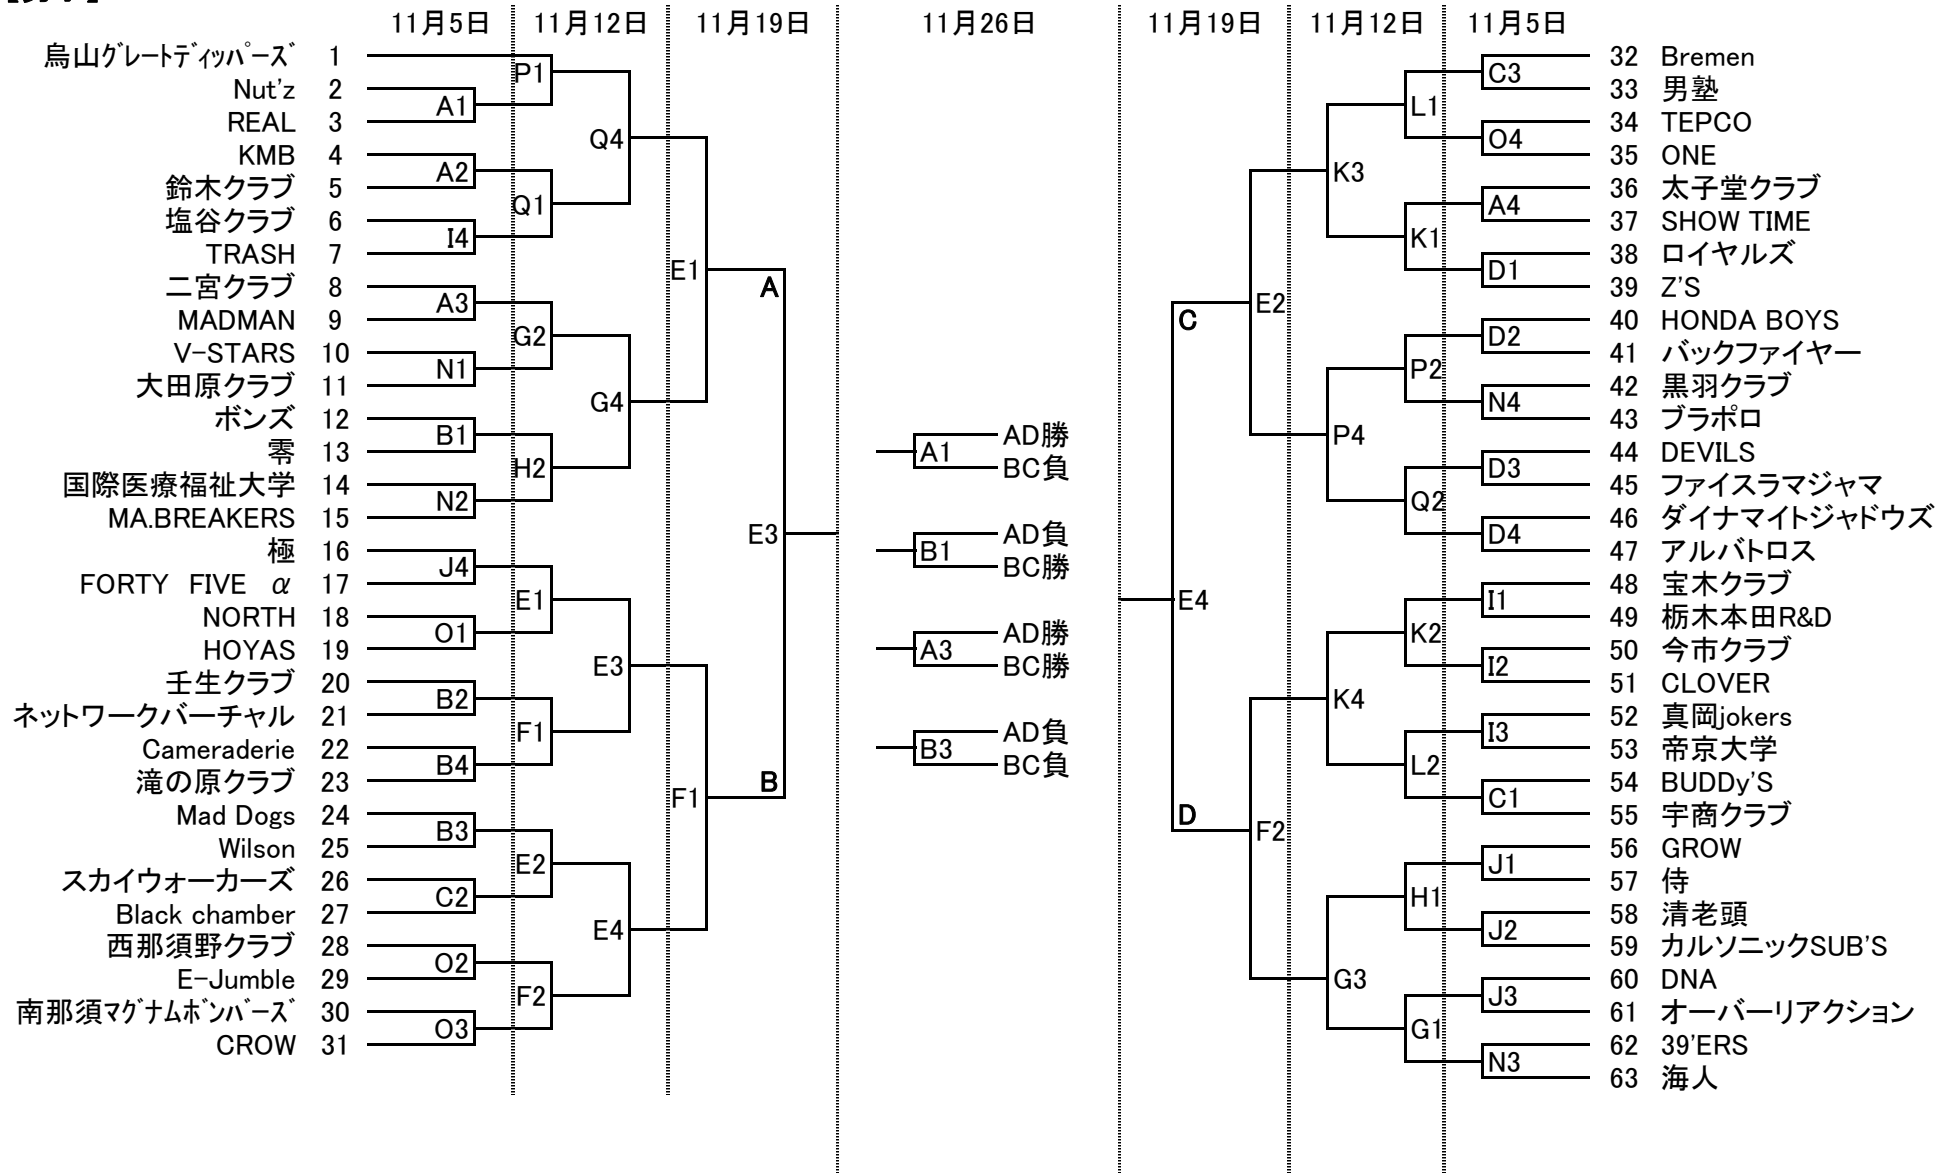 11月5日 11月12日 11月19日 11月26日 11月19日 11月12日 11月5日
烏山グレートディッパーズ 1
Nut'z 2
REAL 3
KMB 4
鈴木クラブ 5
塩谷クラブ 6
TRASH 7
二宮クラブ 8
MADMAN 9
V-STARS 10
大田原クラブ 11
ボンズ 12
零 13
国際医療福祉大学 14
MA.BREAKERS 15
極 16
FORTY FIVE α 17
NORTH 18
HOYAS 19
壬生クラブ 20
ネットワークバーチャル 21
Cameraderie 22
滝の原クラブ 23
Mad Dogs 24
Wilson 25
スカイウォーカーズ 26
Black chamber 27
西那須野クラブ 28
E-Jumble 29
南那須マグナムボンバーズ 30
CROW 31
A1
A2
I4
A3
N1
B1
N2
J4
O1
B2
B4
B3
C2
O2
O3
P1
Q1
G2
H2
E1
F1
E2
F2
Q4
G4
E3
E4
E1
F1
A
B
E3
A1 AD勝
BC負
B1 AD負
BC勝
A3 AD勝
BC勝
B3 AD負
BC負
E4
C
D
E2
F2
K3
P4
K4
G3
L1
K1
P2
Q2
K2
L2
H1
G1
C3
O4
A4
D1
D2
N4
D3
D4
I1
I2
I3
C1
J1
J2
J3
N3
32 Bremen
33 男塾
34 TEPCO
35 ONE
36 太子堂クラブ
37 SHOW TIME
38 ロイヤルズ
39 Z'S
40 HONDA BOYS
41 バックファイヤー
42 黒羽クラブ
43 ブラポロ
44 DEVILS
45 ファイスラマジャマ
46 ダイナマイトジャドウズ
47 アルバトロス
48 宝木クラブ
49 栃木本田R&D
50 今市クラブ
51 CLOVER
52 真岡jokers
53 帝京大学
54 BUDDy'S
55 宇商クラブ
56 GROW
57 侍
58 清老頭
59 カルソニックSUB'S
60 DNA
61 オーバーリアクション
62 39'ERS
63 海人